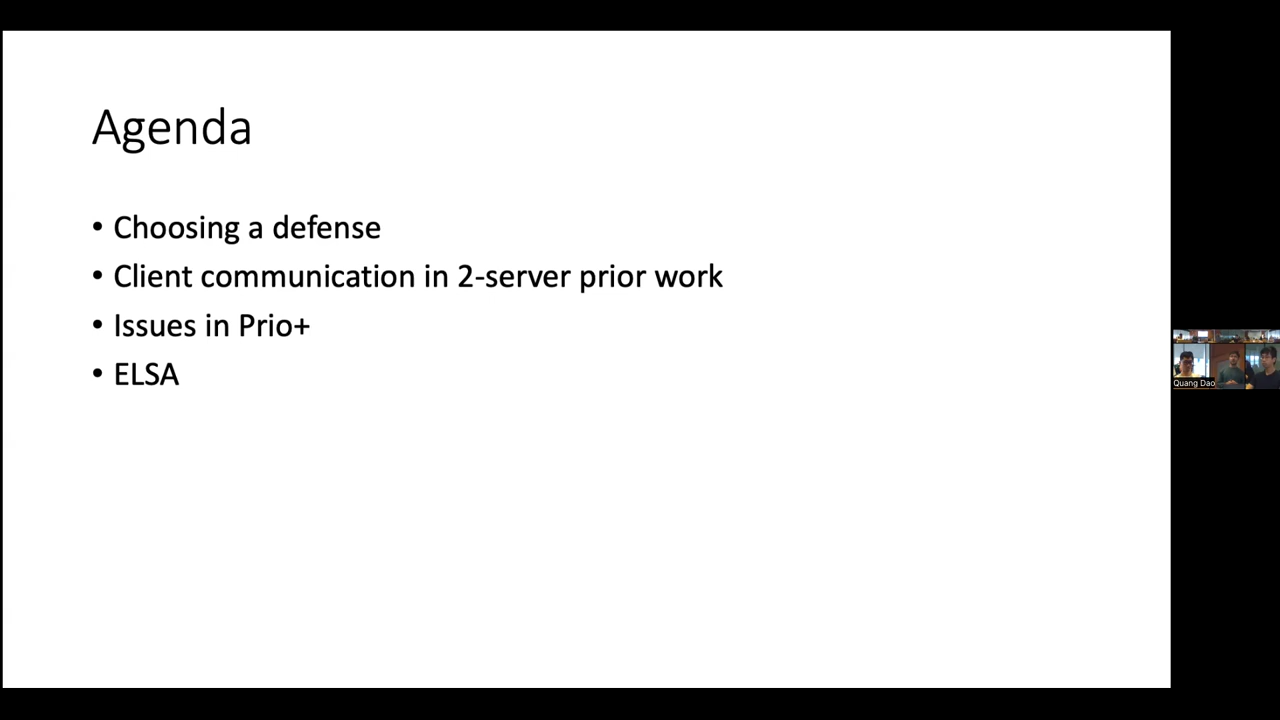 Agenda
• Choosing a defense
• Client communication in 2-server prior work
• Issues in Prio+
• ELSA
Quang Dao